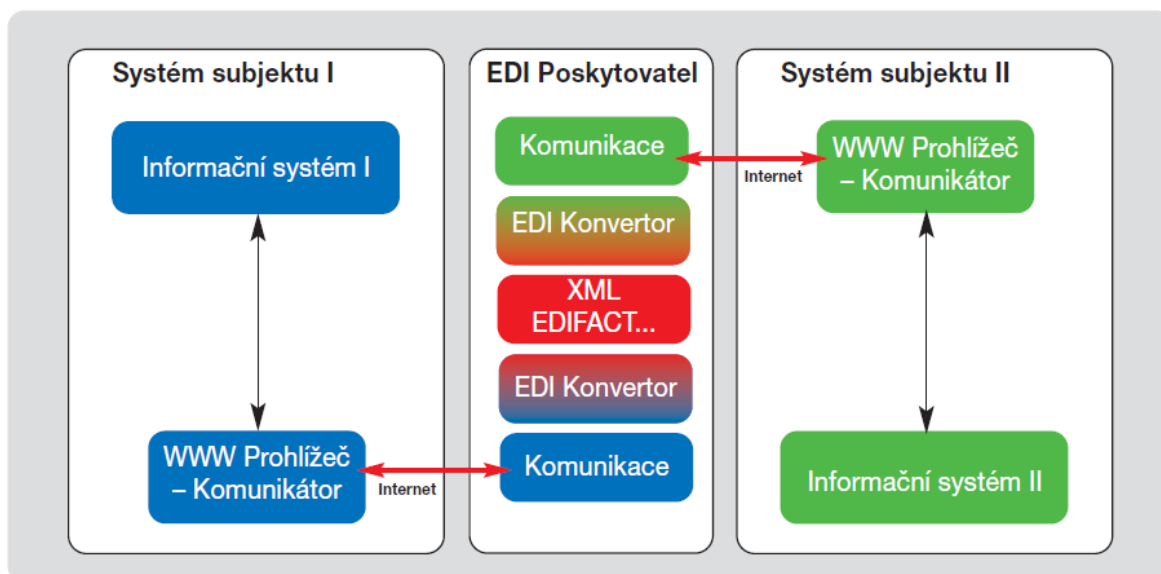 Systém subjektu I
Informační systém I
WWW Prohlížeč
– Komunikátor
Internet
EDI Poskytovatel
Komunikace
EDI Konvertor
XML
EDIFACT...
EDI Konvertor
Komunikace
Systém subjektu II
Internet
WWW Prohlížeč
– Komunikátor
Informační systém II